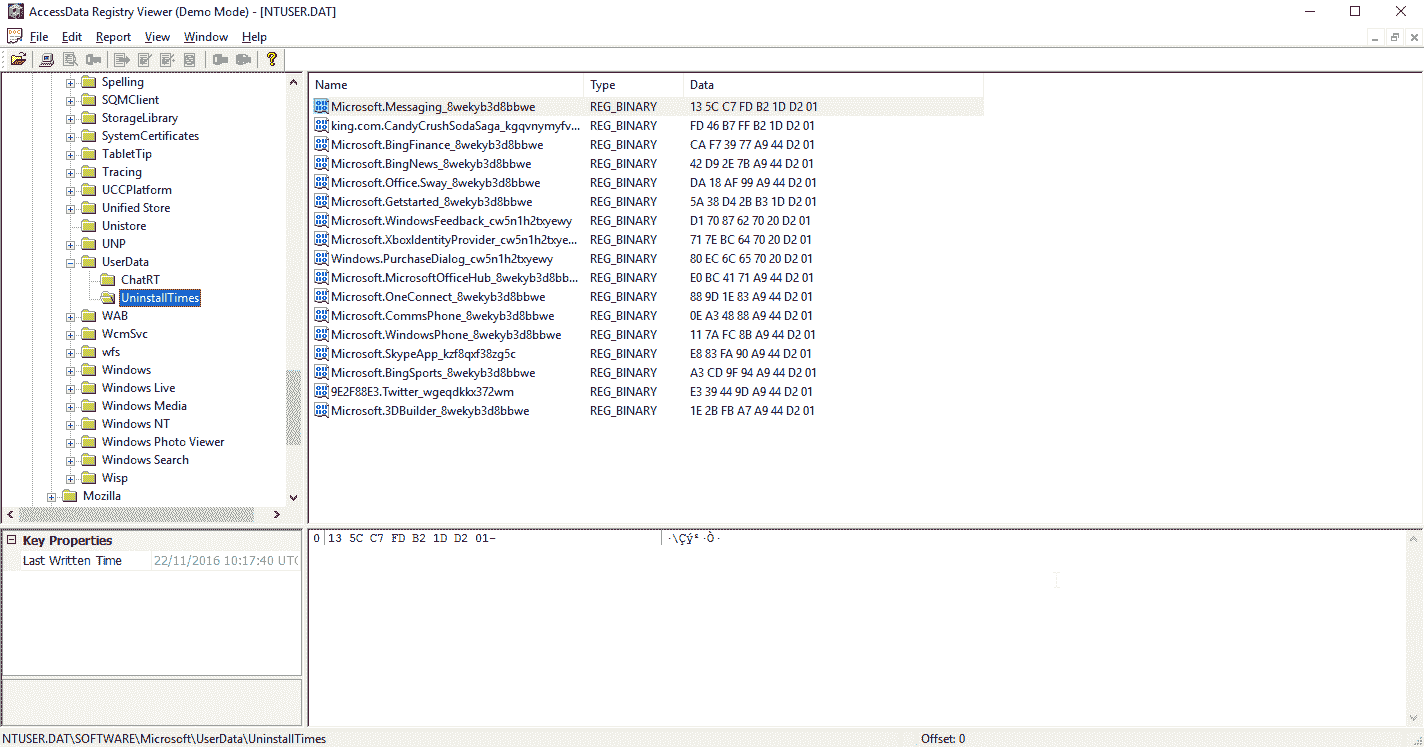 AccessData Registry Viewer (Demo Mode) - [NTUSER.DAT]
File Edit Report View Window Help
Spelling
SQMClient
StorageLibrary
SystemCertificates
TabletTip
Tracing
UCCPlatform
Unified Store
Unistore
UNP
UserData
ChatRT
UninstallTimes
WAB
WcmSvc
wfs
Windows
Windows Live
Windows Media
Windows NT
Windows Photo Viewer
Windows Search
Wisp
Mozilla
Name Type Data
Microsoft.Messaging_8wekyb3d8bbwe REG_BINARY 13 5C C7 FD B2 1D D2 01
king.com.CandyCrushSodaSaga_kgqvnymyfv... REG_BINARY FD 46 B7 FF B2 1D D2 01
Microsoft.BingFinance_8wekyb3d8bbwe REG_BINARY CA F7 39 77 A9 44 D2 01
Microsoft.BingNews_8wekyb3d8bbwe REG_BINARY 42 D9 2E 7B A9 44 D2 01
Microsoft.Office.Sway_8wekyb3d8bbwe REG_BINARY DA 18 AF 99 A9 44 D2 01
Microsoft.Getstarted_8wekyb3d8bbwe REG_BINARY 5A 38 D4 2B B3 1D D2 01
Microsoft.WindowsFeedback_cw5n1h2txyewy REG_BINARY D1 70 87 62 70 20 D2 01
Microsoft.XboxIdentityProvider_cw5n1h2txye... REG_BINARY 71 7E BC 64 70 20 D2 01
Windows.PurchaseDialog_cw5n1h2txyewy REG_BINARY 80 EC 6C 65 70 20 D2 01
Microsoft.MicrosoftOfficeHub_8wekyb3d8bb... REG_BINARY E0 BC 41 71 A9 44 D2 01
Microsoft.OneConnect_8wekyb3d8bbwe REG_BINARY 88 9D 1E 83 A9 44 D2 01
Microsoft.CommsPhone_8wekyb3d8bbwe REG_BINARY 0E A3 48 88 A9 44 D2 01
Microsoft.WindowsPhone_8wekyb3d8bbwe REG_BINARY 11 7A FC 8B A9 44 D2 01
Microsoft.SkypeApp_kzf8qxf38zg5c REG_BINARY E8 83 FA 90 A9 44 D2 01
Microsoft.BingSports_8wekyb3d8bbwe REG_BINARY A3 CD 9F 94 A9 44 D2 01
9E2F88E3.Twitter_wgeqdkkx372wm REG_BINARY E3 39 44 9D A9 44 D2 01
Microsoft.3DBuilder_8wekyb3d8bbwe REG_BINARY 1E 2B FB A7 A9 44 D2 01
Key Properties
Last Written Time 22/11/2016 10:17:40 UTC
0 13 5C C7 FD B2 1D D2 01- ·\Çý²·Ò·
NTUSER.DAT\SOFTWARE\Microsoft\UserData\UninstallTimes
Offset: 0